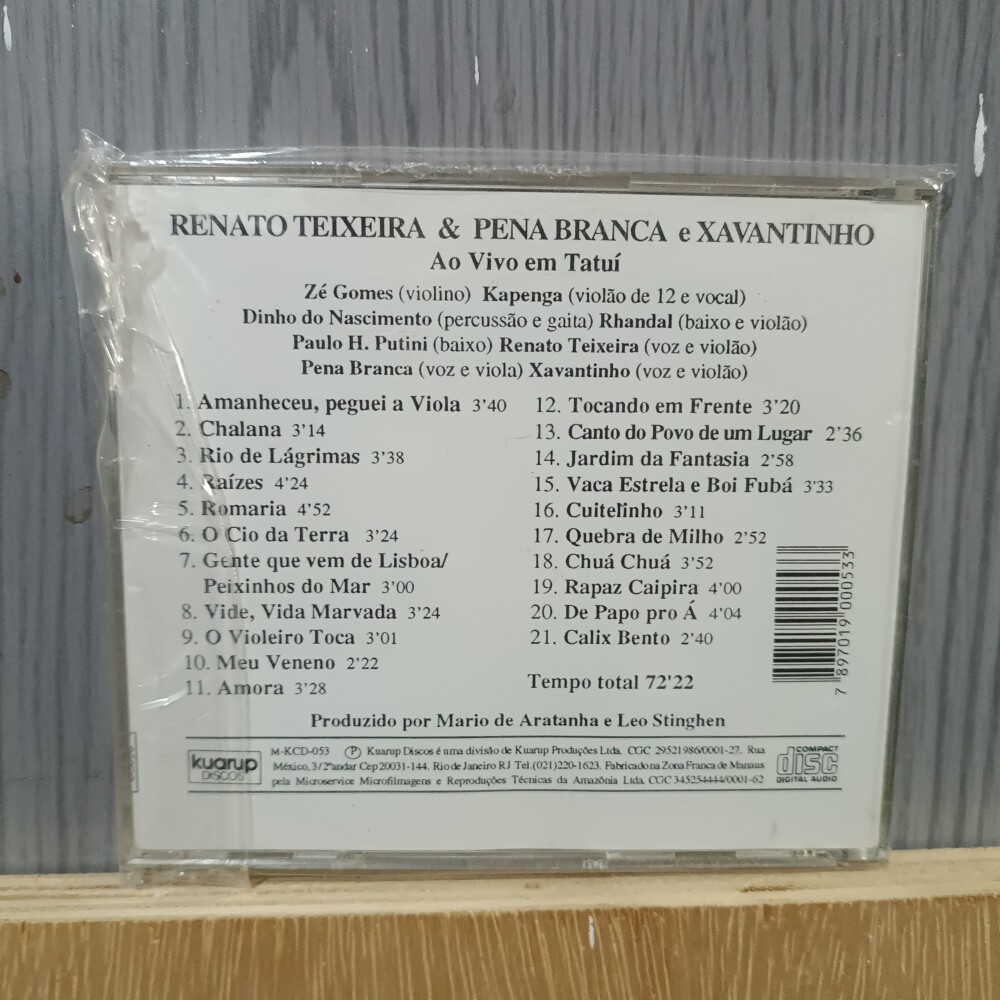 RENATO TEIXEIRA & PENA BRANCA e XAVANTINHO
Ao Vivo em Tatuí
Zé Gomes (violino) Kapenga (violão de 12 e vocal)
Dinho do Nascimento (percussão e gaita) Rhandal (baixo e violão)
Paulo H. Putini (baixo) Renato Teixeira (voz e violão)
Pena Branca (voz e viola) Xavantinho (voz e violão)
1. Amanheceu, peguei a Viola 3'40
2. Chalana 3'14
3. Rio de Lágrimas 3'38
4. Raízes 4'24
5. Romaria 4'52
6. O Cio da Terra 3'24
7. Gente que vem de Lisboa/
Peixinhos do Mar 3'00
8. Vide, Vida Marvada 3'24
9. O Violeiro Toca 3'01
10. Meu Veneno 2'22
11. Amora 3'28
12. Tocando em Frente 3'20
13. Canto do Povo de um Lugar 2'36
14. Jardim da Fantasia 2'58
15. Vaca Estrela e Boi Fubá 3'33
16. Cuitelinho 3'11
17. Quebra de Milho 2'52
18. Chuá Chuá 3'52
19. Rapaz Caipira 4'00
20. De Papo pro Á 4'04
21. Calix Bento 2'40
Tempo total 72'22
7 897019 000533
Produzido por Mario de Aratanha e Leo Stinghen
kuarup
DISCOS
M-KCD-053 Ⓟ Kuarup Discos é uma divisão de Kuarup Produções Ltda. CGC 29521986/0001-27. Rua
México, 3/2ºandar Cep 20031-144, Rio de Janeiro RJ Tel.(021)220-1623. Fabricado na Zona Franca de Manaus
pela Microservice Microfilmagens e Reproduções Técnicas da Amazônia Ltda. CGC 345254444/0001-62
COMPACT
disc
DIGITAL AUDIO